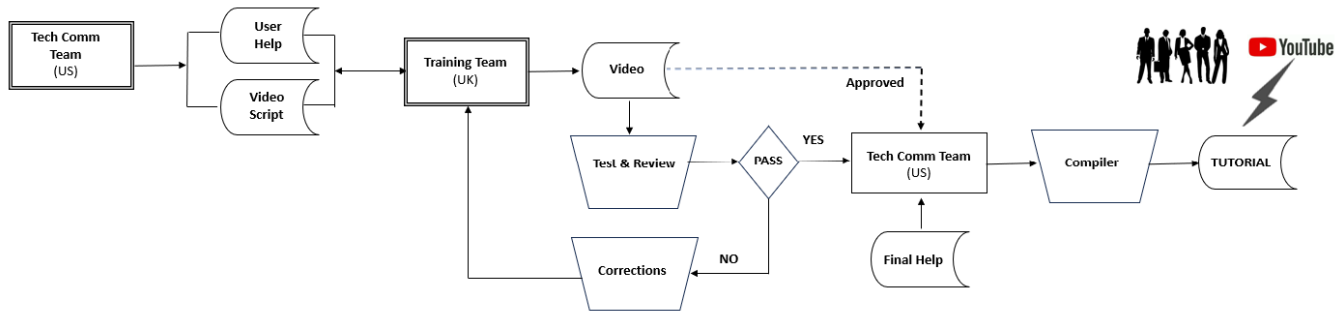 Tech Comm
Team
(US)
User
Help
Video
Script
Training Team
(UK)
Video
Approved
Test & Review
PASS
YES
NO
Corrections
Tech Comm Team
(US)
Final Help
Compiler
TUTORIAL
YouTube